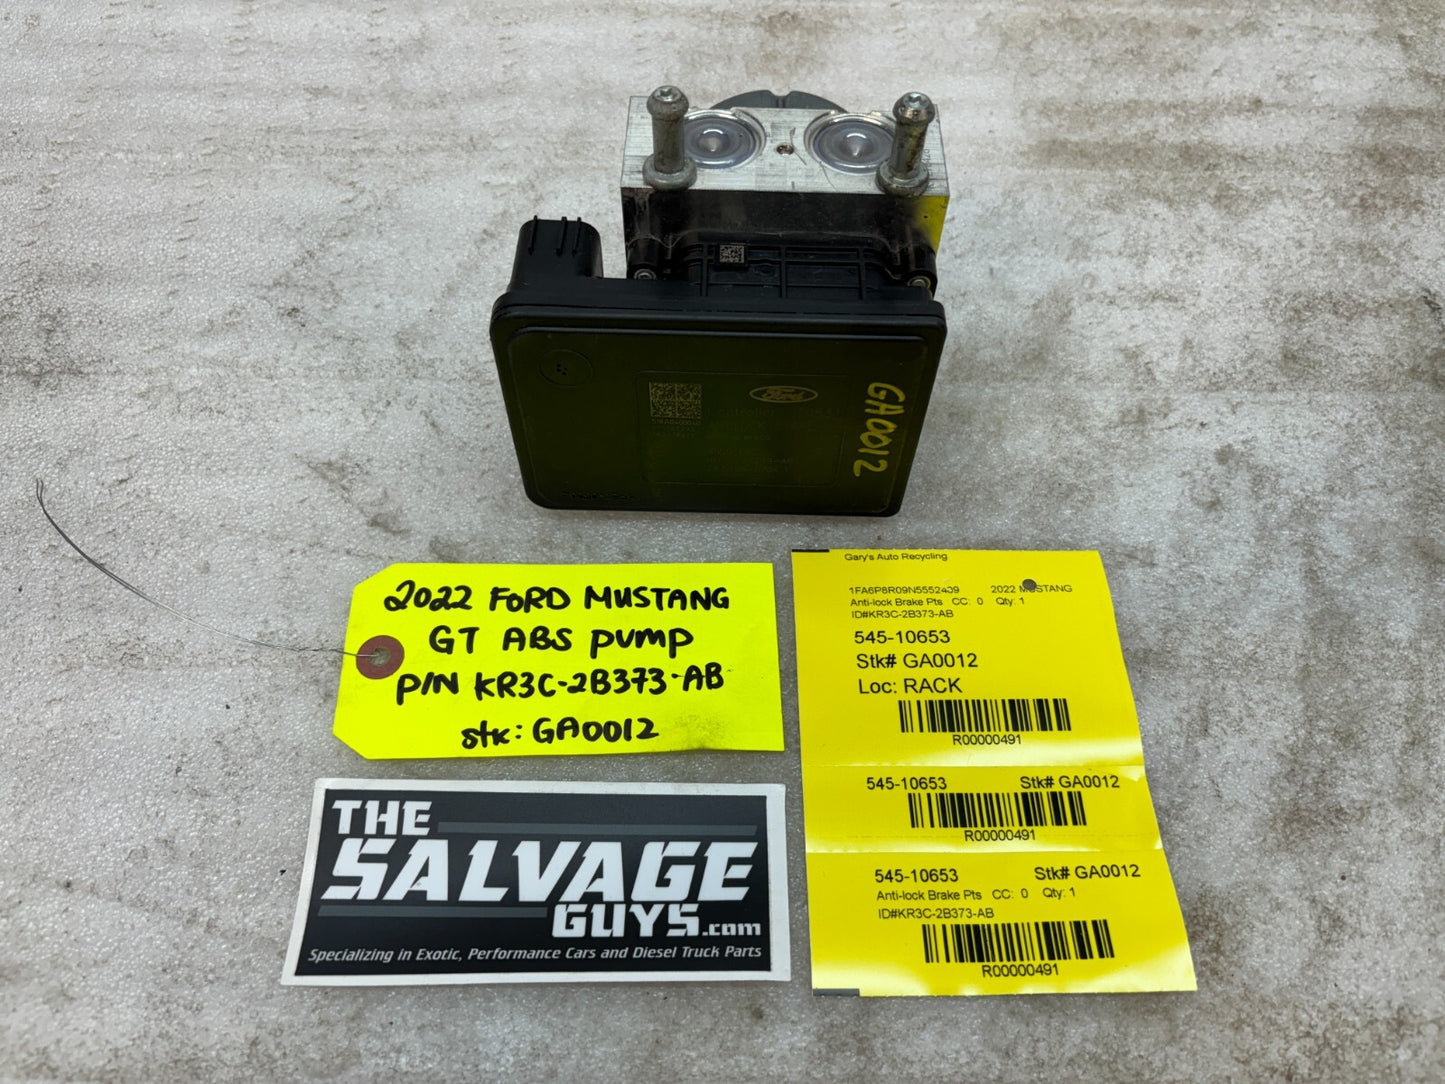 Ford
GA0012
2022 FORD MUSTANG
GT ABS PUMP
P/N KR3C-2B373-AB
stk: GA0012
THE
SALVAGE
GUYS.com
Specializing in Exotic, Performance Cars and Diesel Truck Parts
Gary's Auto Recycling
1FA6P8R09N5552409 2022 MUSTANG
Anti-lock Brake Pts CC: 0 Qty: 1
ID#KR3C-2B373-AB
545-10653
Stk# GA0012
Loc: RACK
R00000491
545-10653 Stk# GA0012
R00000491
545-10653 Stk# GA0012
Anti-lock Brake Pts CC: 0 Qty: 1
ID#KR3C-2B373-AB
R00000491